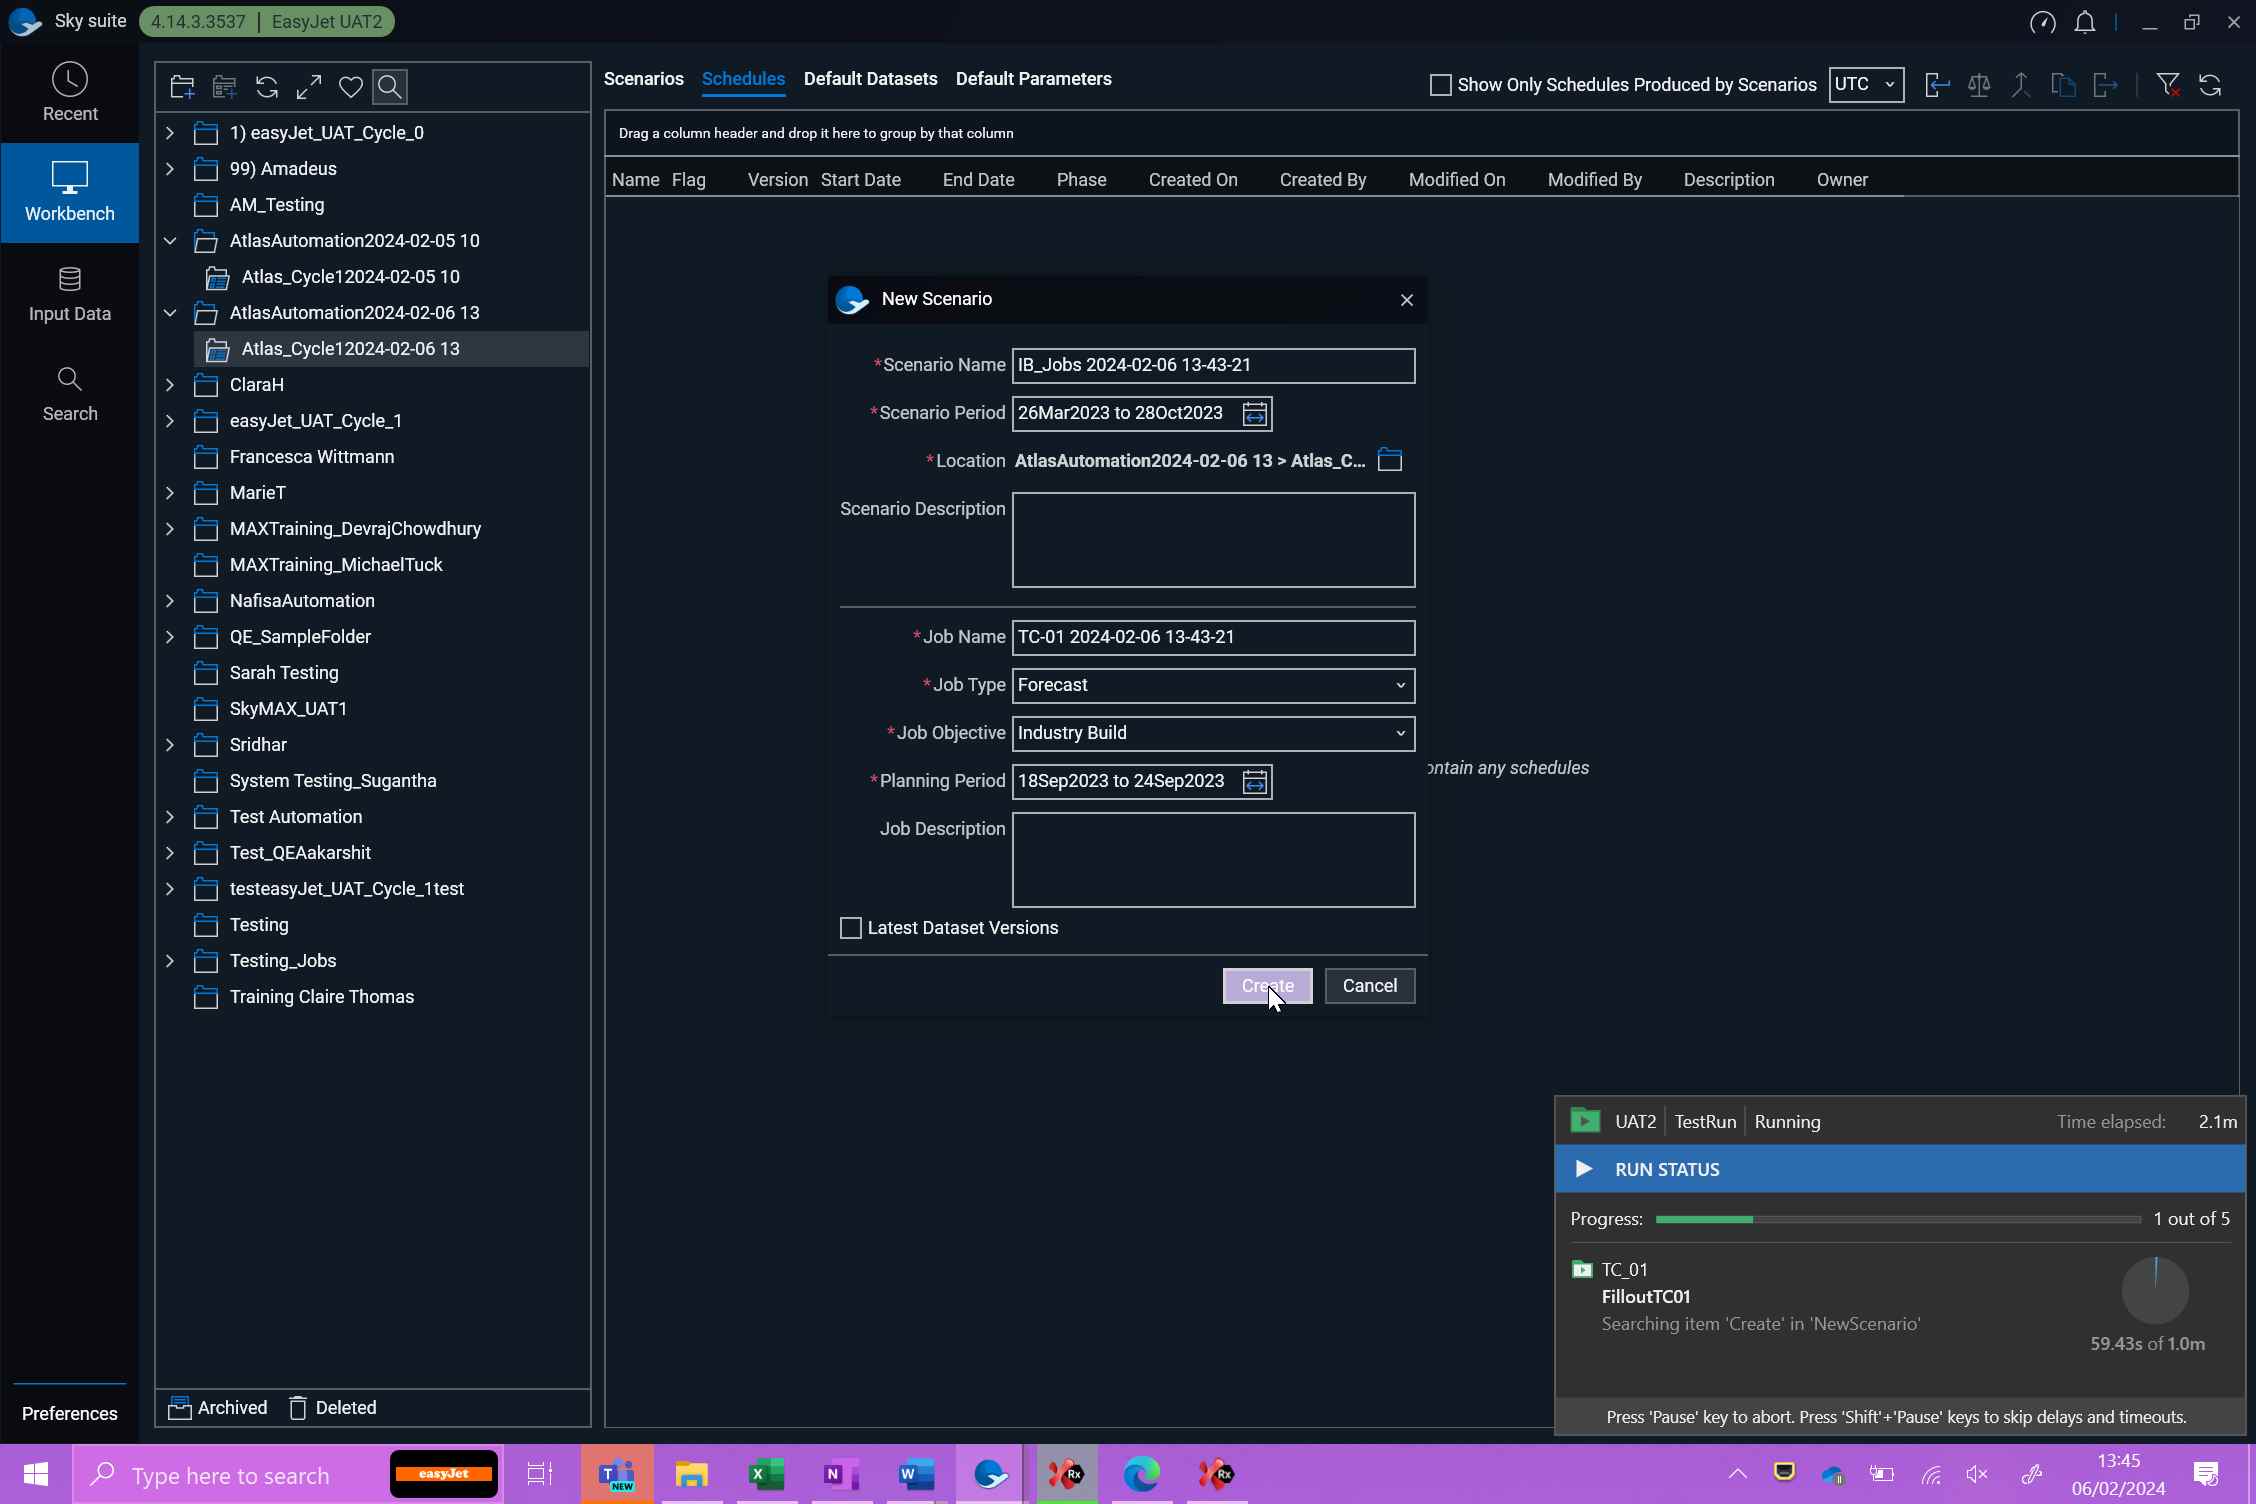 Sky suite 4.14.3.3537 | EasyJet UAT2
Recent
Workbench
Input Data
Search
Preferences
1) easyJet_UAT_Cycle_0
99) Amadeus
AM_Testing
AtlasAutomation2024-02-05 10
Atlas_Cycle12024-02-05 10
AtlasAutomation2024-02-06 13
Atlas_Cycle12024-02-06 13
ClaraH
easyJet_UAT_Cycle_1
Francesca Wittmann
MarieT
MAXTraining_DevrajChowdhury
MAXTraining_MichaelTuck
NafisaAutomation
QE_SampleFolder
Sarah Testing
SkyMAX_UAT1
Sridhar
System Testing_Sugantha
Test Automation
Test_QEAakarshit
testeasyJet_UAT_Cycle_1test
Testing
Testing_Jobs
Training Claire Thomas
Archived Deleted
Scenarios Schedules Default Datasets Default Parameters
Show Only Schedules Produced by Scenarios UTC
Drag a column header and drop it here to group by that column
Name Flag Version Start Date End Date Phase Created On Created By Modified On Modified By Description Owner
New Scenario
*Scenario Name IB_Jobs 2024-02-06 13-43-21
*Scenario Period 26Mar2023 to 28Oct2023
*Location AtlasAutomation2024-02-06 13 > Atlas_C...
Scenario Description
*Job Name TC-01 2024-02-06 13-43-21
*Job Type Forecast
*Job Objective Industry Build
*Planning Period 18Sep2023 to 24Sep2023
Job Description
Latest Dataset Versions
Create Cancel
ontain any schedules
UAT2 TestRun Running Time elapsed: 2.1m
RUN STATUS
Progress: 1 out of 5
TC_01
FilloutTC01
Searching item 'Create' in 'NewScenario'
59.43s of 1.0m
Press 'Pause' key to abort. Press 'Shift'+'Pause' keys to skip delays and timeouts.
Type here to search
easyJet
T
NEW
X
N
W
Rx
Rx
13:45
06/02/2024